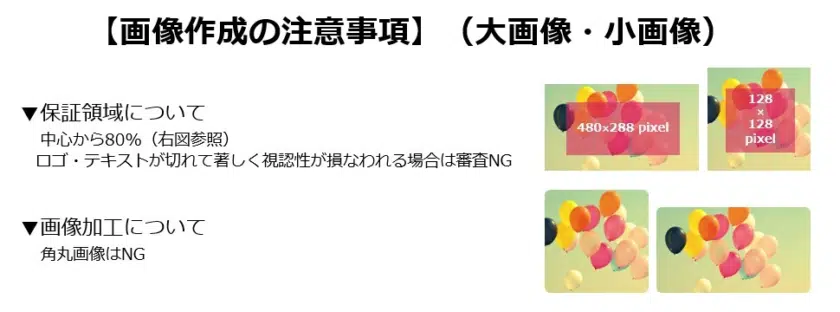 【画像作成の注意事項】（大画像・小画像）
▼保証領域について
中心から80%（右図参照）
ロゴ・テキストが切れて著しく視認性が損なわれる場合は審査NG
480x288 pixel
128
×
128
pixel
▼画像加工について
角丸画像はNG